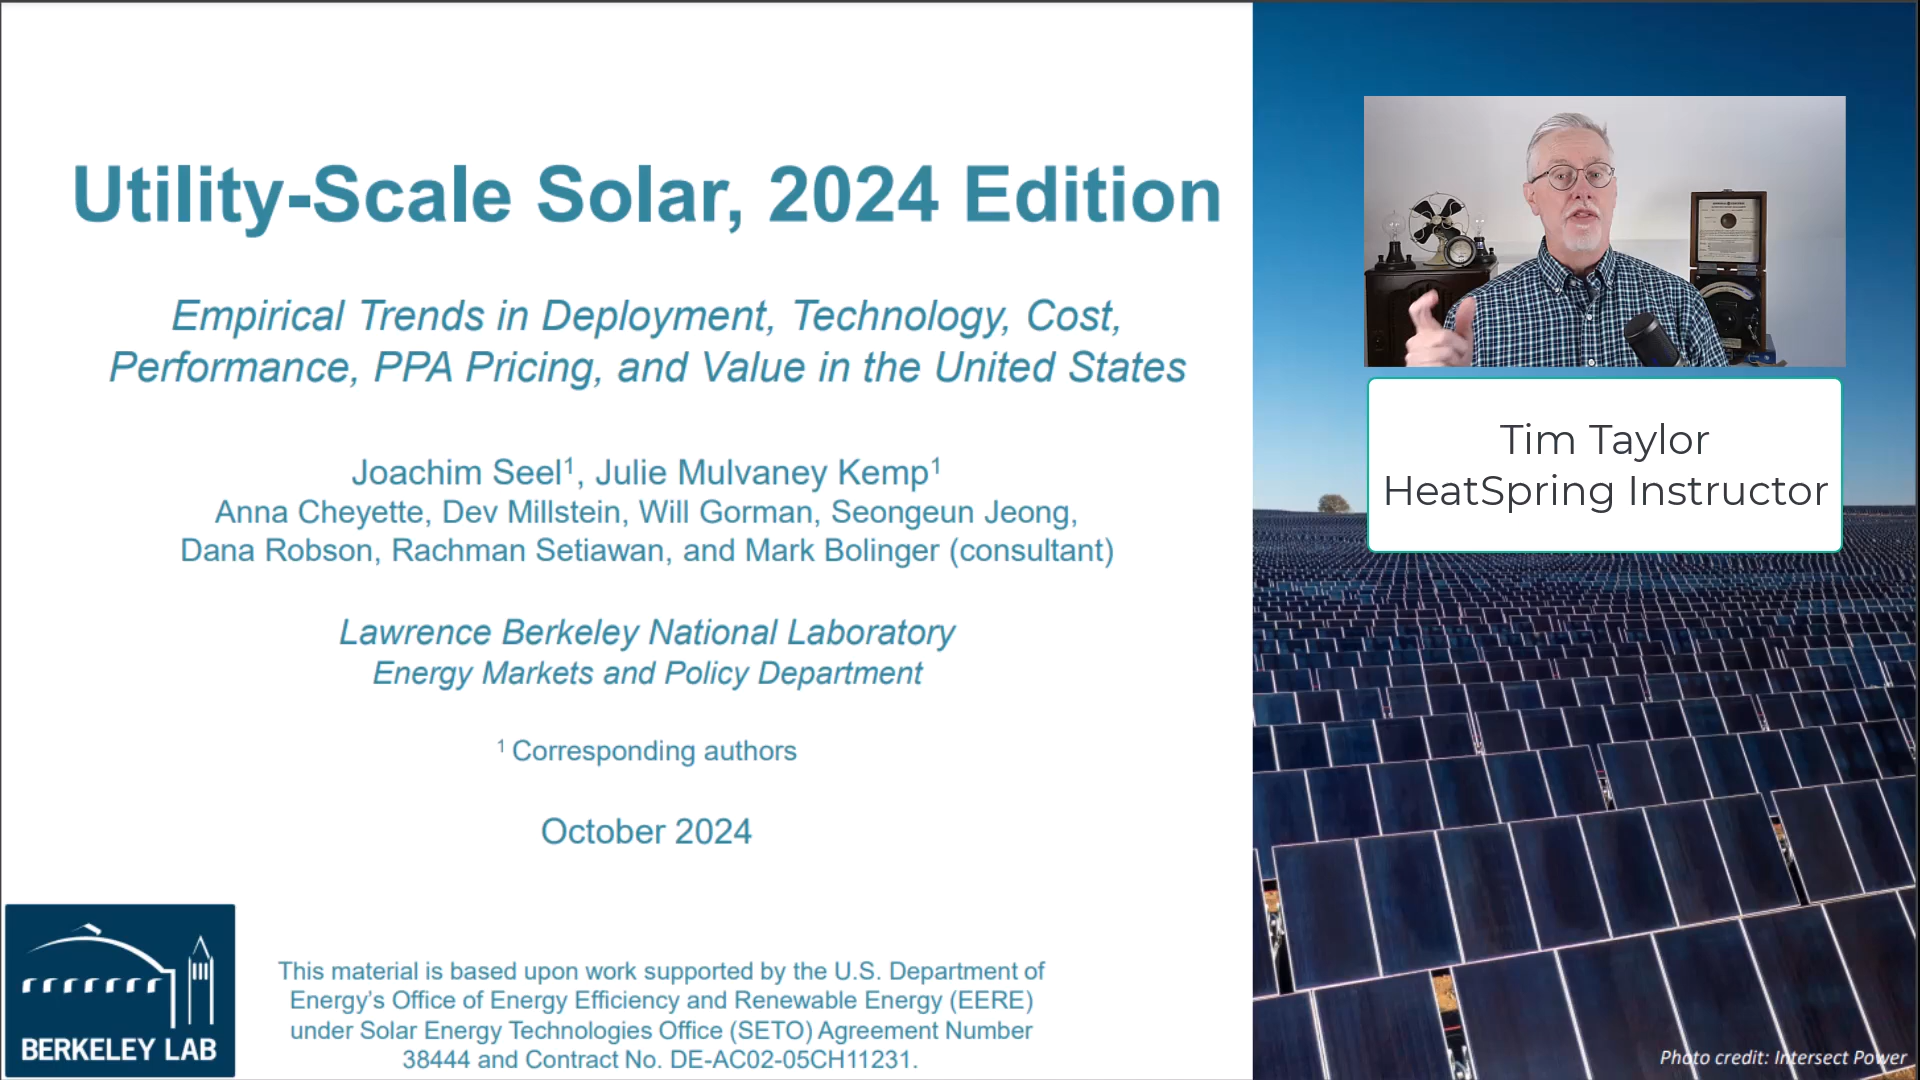 Utility-Scale Solar, 2024 Edition
Empirical Trends in Deployment, Technology, Cost,
Performance, PPA Pricing, and Value in the United States
Joachim Seel¹, Julie Mulvaney Kemp¹
Anna Cheyette, Dev Millstein, Will Gorman, Seongeun Jeong,
Dana Robson, Rachman Setiawan, and Mark Bolinger (consultant)
Lawrence Berkeley National Laboratory
Energy Markets and Policy Department
¹ Corresponding authors
October 2024
BERKELEY LAB
This material is based upon work supported by the U.S. Department of
Energy's Office of Energy Efficiency and Renewable Energy (EERE)
under Solar Energy Technologies Office (SETO) Agreement Number
38444 and Contract No. DE-AC02-05CH11231.
Tim Taylor
HeatSpring Instructor
Photo credit: Intersect Power